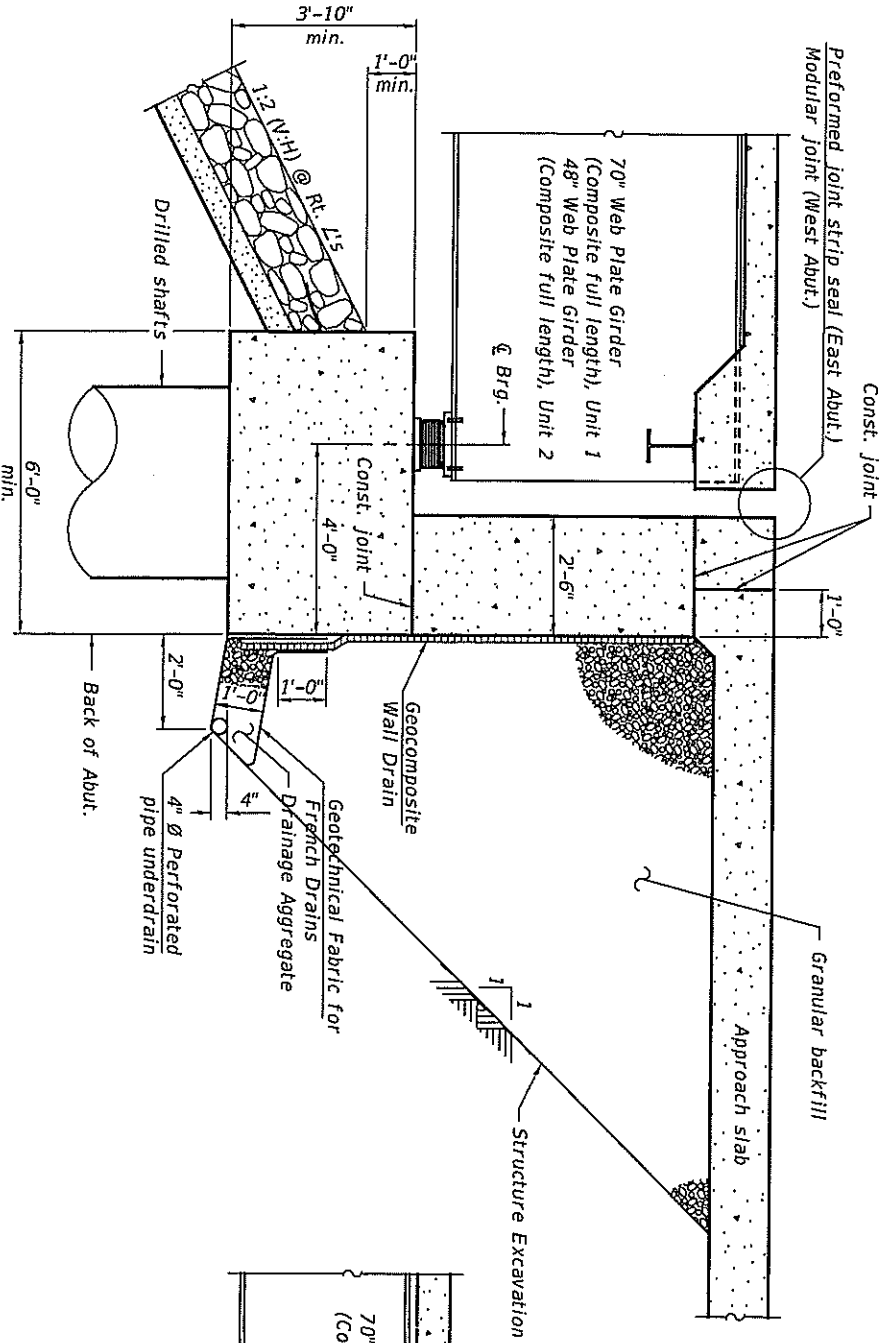 Preformed joint strip seal (East Abut.)
Modular joint (West Abut.)
Const. joint
1'-0"
Granular backfill
Approach slab
3'-10"
min.
1'-0"
min.
1:2 (V:H) @ Rt. ∠'s
70" Web Plate Girder
(Composite full length), Unit 1
48" Web Plate Girder
(Composite full length), Unit 2
℄ Brg.
2'-6"
Const. joint
4'-0"
Drilled shafts
6'-0"
min.
Back of Abut.
2'-0"
1'-0"
1'-0"
4"
4" Ø Perforated
pipe underdrain
Geocomposite
Wall Drain
Geotechnical Fabric for
French Drains
Drainage Aggregate
1
1
Structure Excavation
70"
(Co